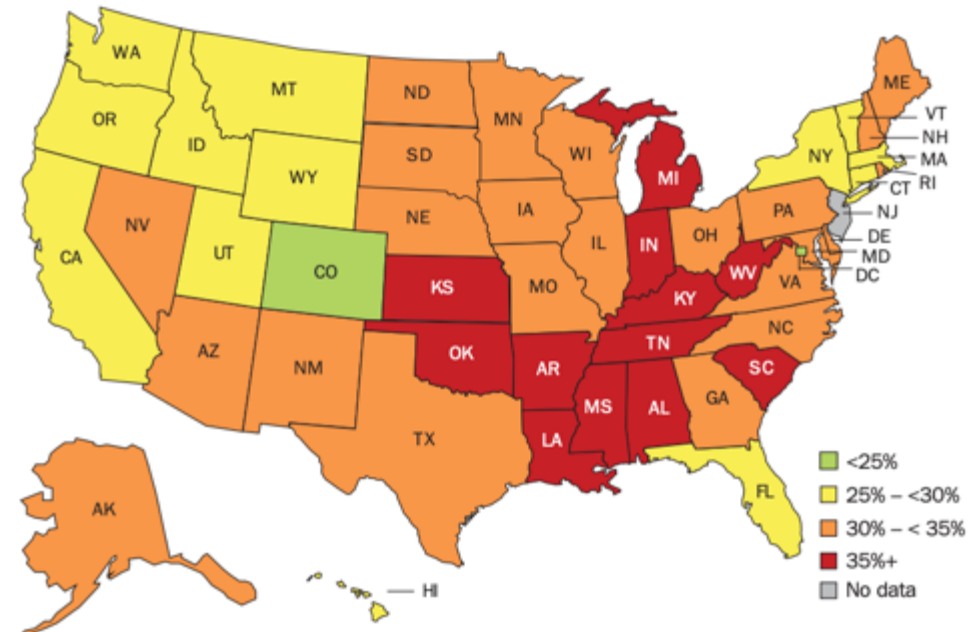 WA
MT
ND
MN
ME
VT
OR
NH
ID
SD
WI
NY
MA
WY
MI
RI
CT
NE
IA
PA
NJ
NV
OH
DE
CA
UT
IL
IN
MD
CO
WV
DC
KS
MO
VA
KY
NC
AZ
OK
TN
NM
AR
SC
MS
AL
GA
TX
LA
<25%
FL
25% – <30%
AK
30% – < 35%
35%+
HI
No data